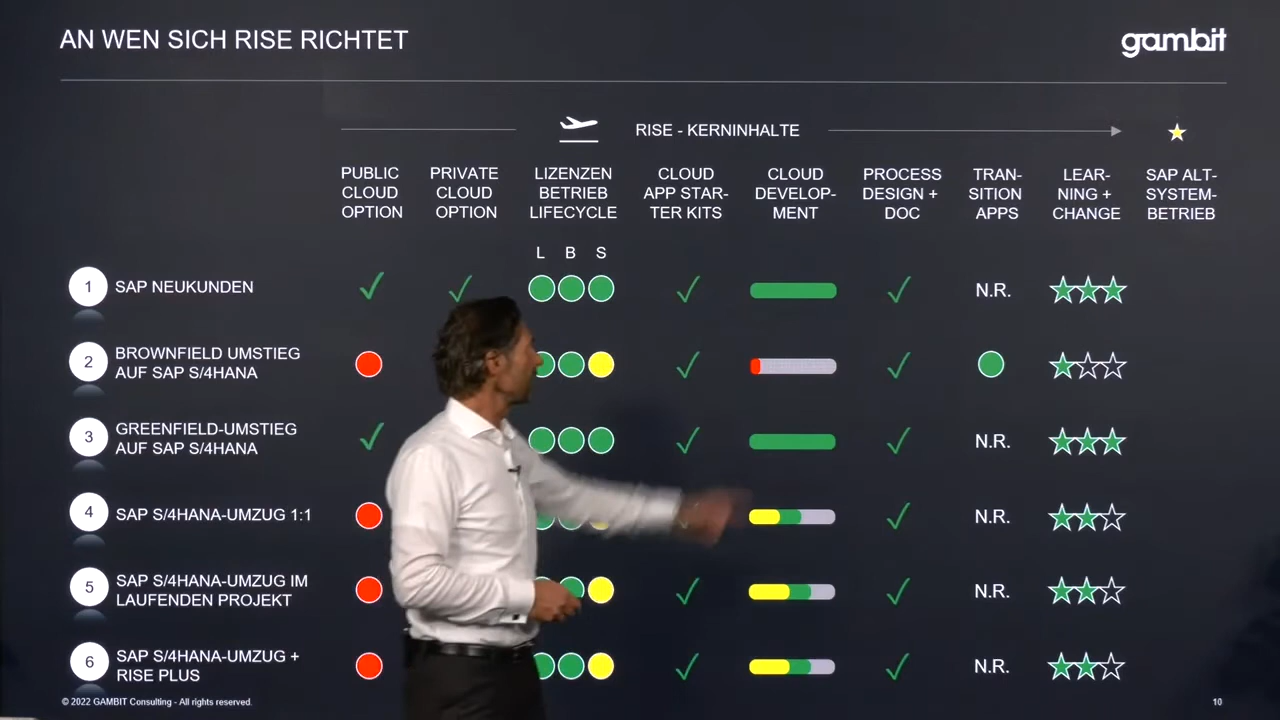 AN WEN SICH RISE RICHTET
gambit
RISE - KERNINHALTE
PUBLIC
CLOUD
OPTION
PRIVATE
CLOUD
OPTION
LIZENZEN
BETRIEB
LIFECYCLE
CLOUD
APP STAR-
TER KITS
CLOUD
DEVELOP-
MENT
PROCESS
DESIGN +
DOC
TRAN-
SITION
APPS
LEAR-
NING +
CHANGE
SAP ALT-
SYSTEM-
BETRIEB
L B S
1 SAP NEUKUNDEN
N.R.
2 BROWNFIELD UMSTIEG
AUF SAP S/4HANA
3 GREENFIELD-UMSTIEG
AUF SAP S/4HANA
N.R.
4 SAP S/4HANA-UMZUG 1:1
N.R.
5 SAP S/4HANA-UMZUG IM
LAUFENDEN PROJEKT
N.R.
6 SAP S/4HANA-UMZUG +
RISE PLUS
N.R.
© 2022 GAMBIT Consulting - All rights reserved.
10